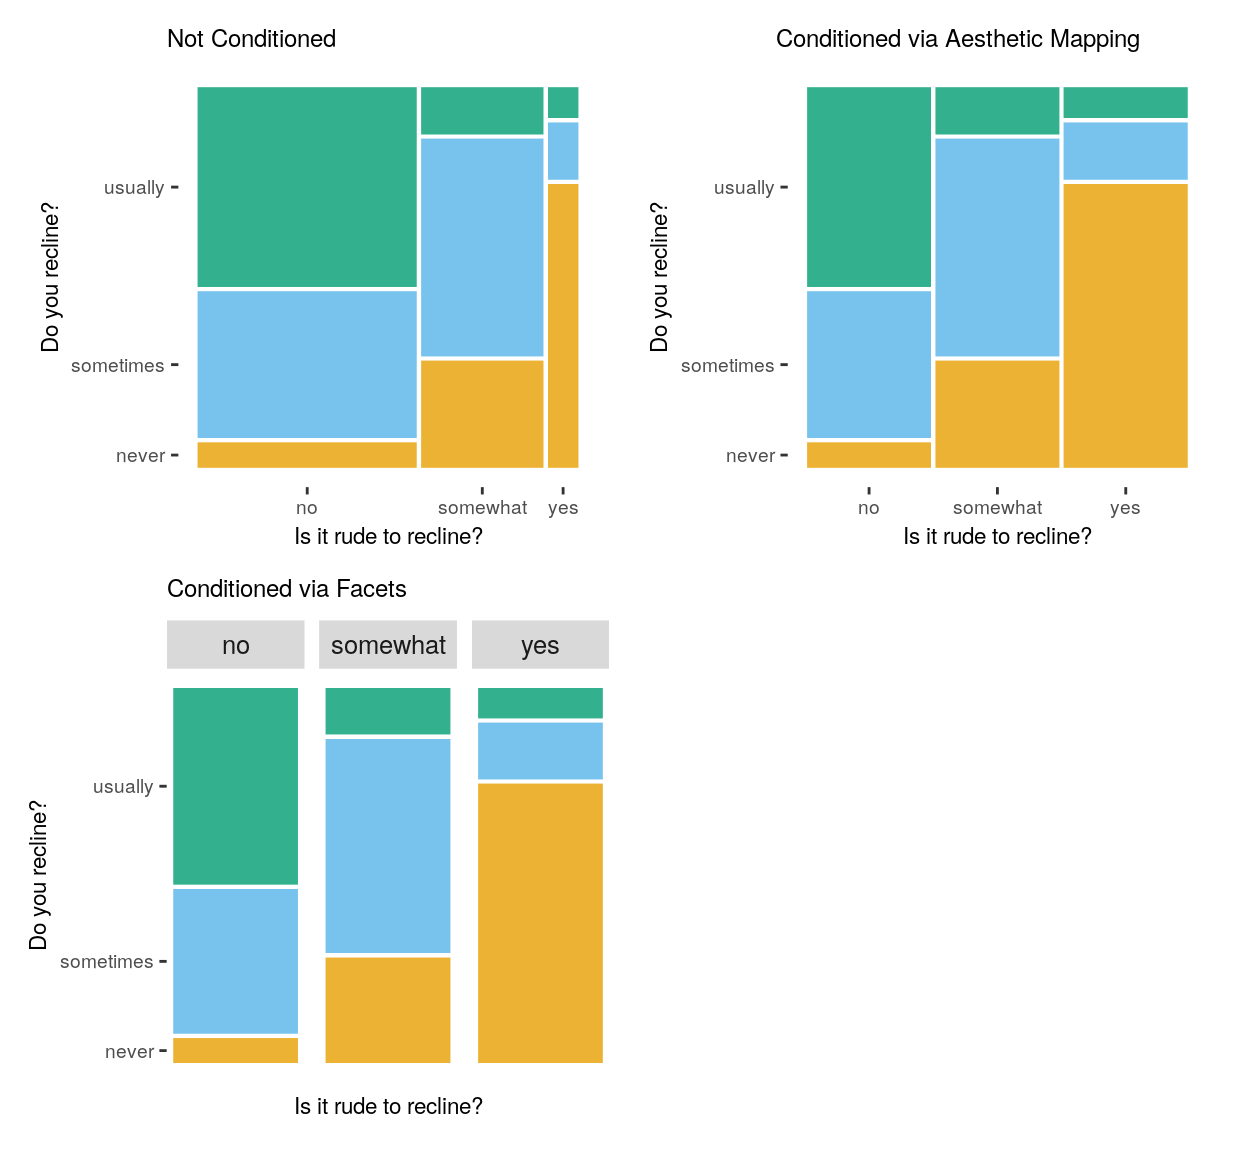 Not Conditioned
Do you recline?
usually
sometimes
never
no somewhat yes
Is it rude to recline?
Conditioned via Aesthetic Mapping
Do you recline?
usually
sometimes
never
no somewhat yes
Is it rude to recline?
Conditioned via Facets
no somewhat yes
Do you recline?
usually
sometimes
never
Is it rude to recline?